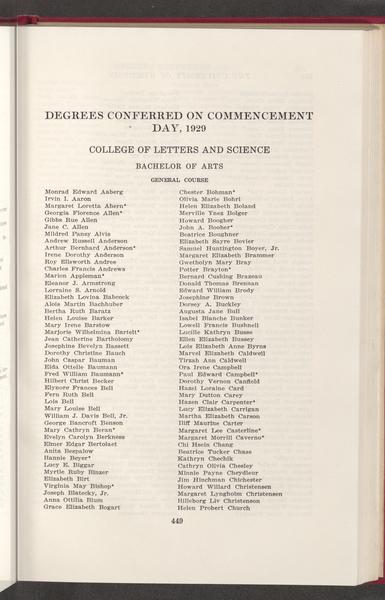 DEGREES CONFERRED ON COMMENCEMENT
DAY, 1929
COLLEGE OF LETTERS AND SCIENCE
BACHELOR OF ARTS
GENERAL COURSE
Monrad Edward Aaberg
Irvin I. Aaron
Margaret Loretta Ahern*
Georgia Florence Allen*
Gibbs Rue Allen
Jane C. Allen
Mildred Pansy Alvis
Andrew Russell Anderson
Arthur Bernhard Anderson*
Irene Dorothy Anderson
Roy Ellsworth Andree
Charles Francis Andrews
Marion Appleman*
Eleanor J. Armstrong
Lorraine S. Arnold
Elizabeth Lovina Babcock
Alois Martin Bachhuber
Bertha Ruth Baratz
Helen Louise Barker
Mary Irene Barstow
Marjorie Wilhelmina Bartelt*
Jean Catherine Bartholomy
Josephine Bevelyn Bassett
Dorothy Christine Bauch
John Caspar Bauman
Elda Ottelie Baumann
Fred William Baumann*
Hilbert Christ Becker
Elynore Frances Bell
Fern Ruth Bell
Lois Bell
Mary Louise Bell
William J. Davis Bell, Jr.
George Bancroft Benson
Mary Cathryn Beran*
Evelyn Carolyn Berkness
Elmer Edgar Bertolaet
Anita Beepalow
Hannie Beyer*
Lucy E. Biggar
Myrtle Ruby Binzer
Elizabeth Birt
Virginia May Bishop*
Joseph Blatecky, Jr.
Anna Ottilia Blum
Grace Elizabeth Bogart
Chester Bohman*
Olivia Marie Bohri
Helen Elizabeth Boland
Merville Ynez Bolger
Howard Boogher
John A. Booher*
Beatrice Boughner
Elizabeth Sayre Bovier
Samuel Huntington Boyer, Jr.
Margaret Elizabeth Brammer
Gwetholyn Mary Bray
Potter Brayton*
Bernard Cushing Brazeau
Donald Thomas Brennan
Edward William Brody
Josephine Brown
Dorsey A. Buckley
Augusta Jane Bull
Isabel Blanche Bunker
Lowell Francis Bushnell
Lucille Kathryn Busse
Ellen Elizabeth Bussey
Lois Elizabeth Anne Byrns
Marvel Elizabeth Caldwell
Tirzah Ann Caldwell
Ora Irene Campbell
Paul Edward Campbell*
Dorothy Vernon Canfield
Hazel Loraine Card
Mary Dutton Carey
Hazen Clair Carpenter*
Lucy Elizabeth Carrigan
Martha Elizabeth Carson
Iliff Maurine Carter
Margaret Lee Casterline*
Margaret Morrill Caverno*
Chi Hsein Chang
Beatrice Tucker Chase
Kathryn Chechik
Cathryn Olivia Chesley
Minnie Payne Cheydleur
Jim Hinchman Chichester
Howard Willard Christensen
Margaret Lyngholm Christensen
Hilleborg Liv Christenson
Helen Probert Church
449